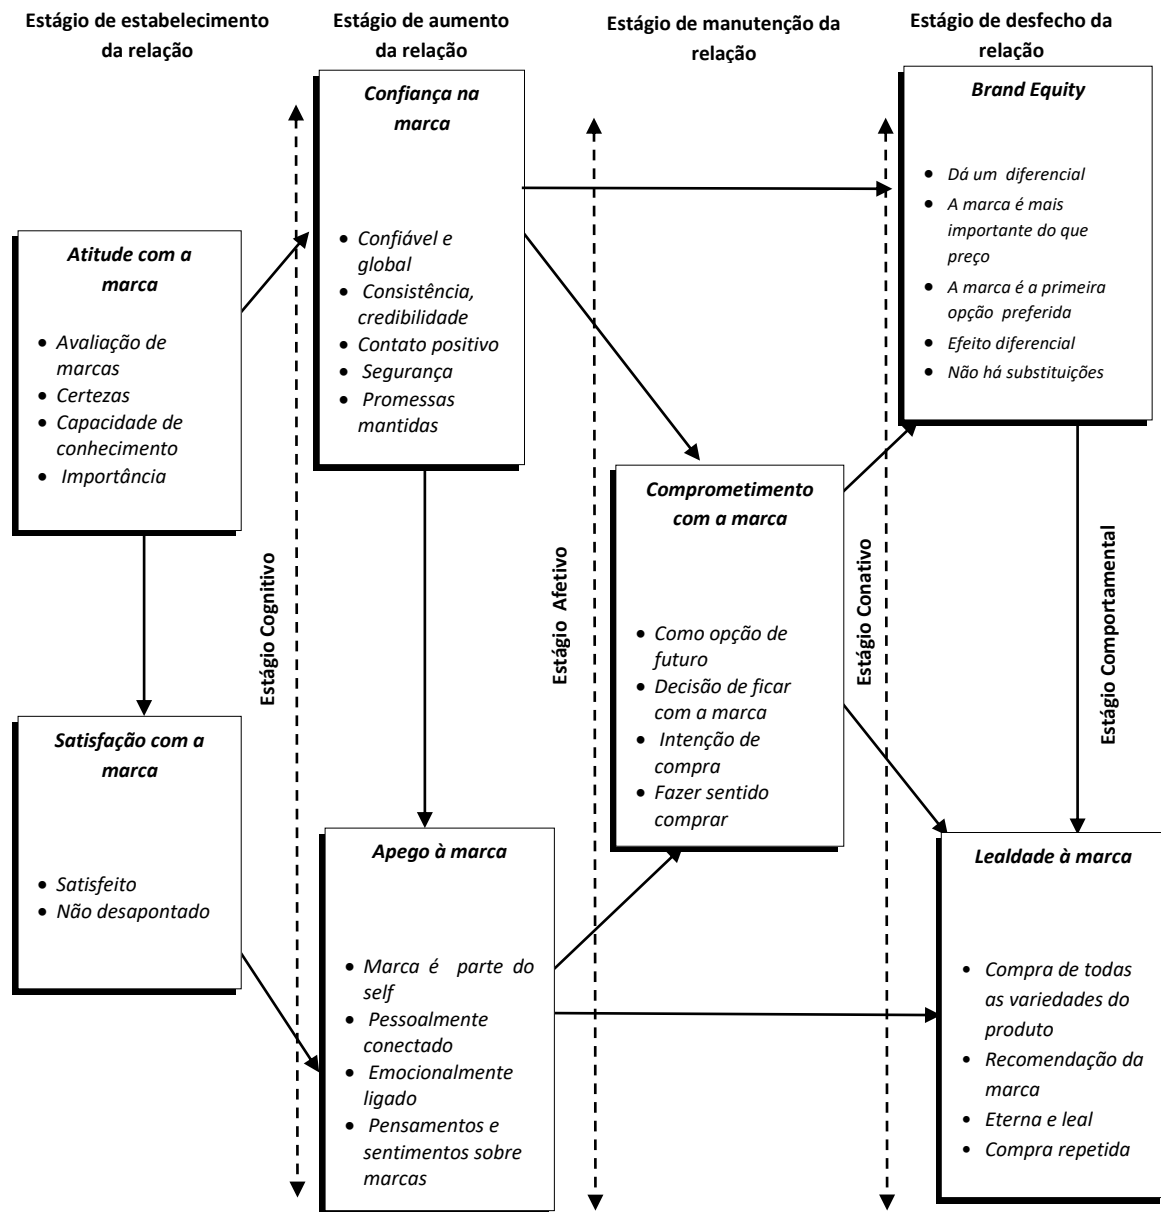 Estágio de estabelecimento
da relação
Estágio de aumento
da relação
Estágio de manutenção da
relação
Estágio de desfecho da
relação
Atitude com a
marca
• Avaliação de
marcas
• Certezas
• Capacidade de
conhecimento
• Importância
Satisfação com a
marca
• Satisfeito
• Não desapontado
Estágio Cognitivo
Confiança na
marca
• Confiável e
global
• Consistência,
credibilidade
• Contato positivo
• Segurança
• Promessas
mantidas
Apego à marca
• Marca é parte do
self
• Pessoalmente
conectado
• Emocionalmente
ligado
• Pensamentos e
sentimentos sobre
marcas
Estágio Afetivo
Comprometimento
com a marca
• Como opção de
futuro
• Decisão de ficar
com a marca
• Intenção de
compra
• Fazer sentido
comprar
Estágio Conativo
Brand Equity
• Dá um diferencial
• A marca é mais
importante do que
preço
• A marca é a primeira
opção preferida
• Efeito diferencial
• Não há substituições
Estágio Comportamental
Lealdade à marca
• Compra de todas
as variedades do
produto
• Recomendação da
marca
• Eterna e leal
• Compra repetida